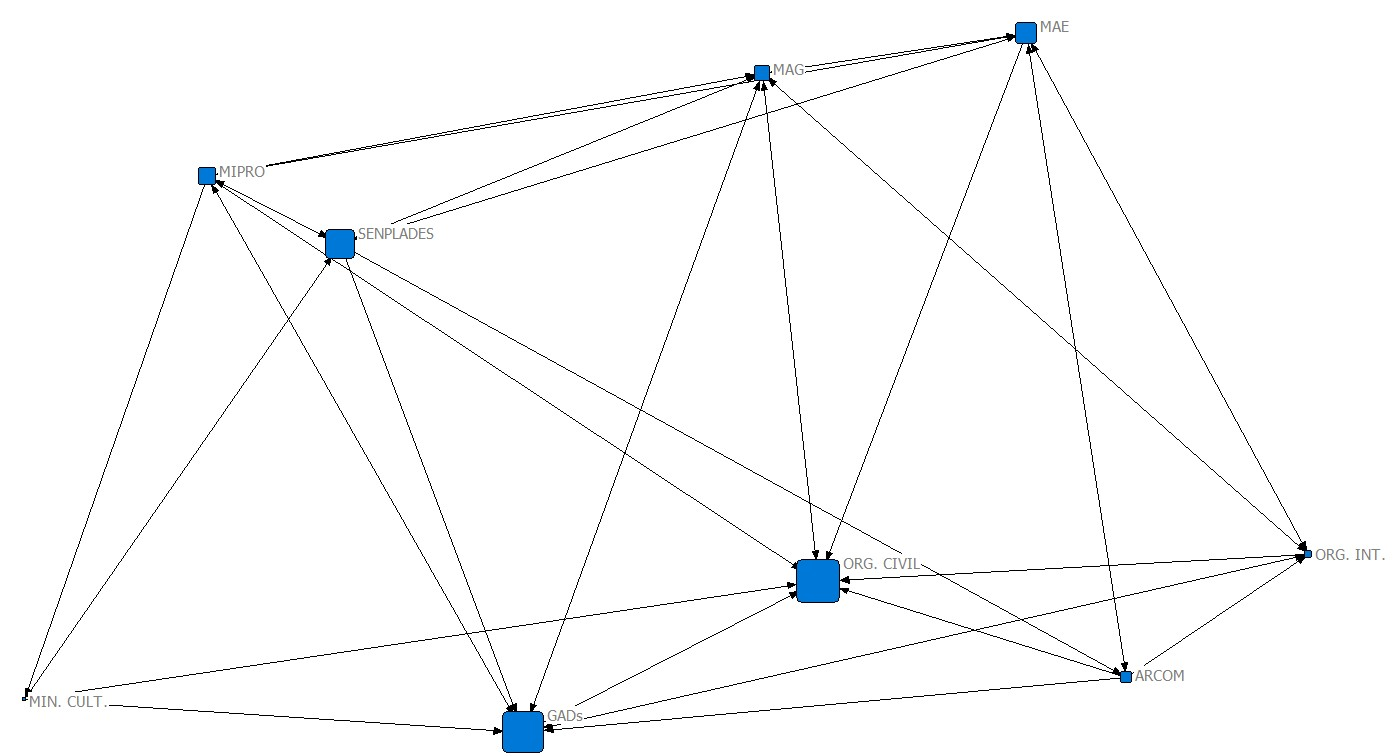 MAE
MAG
MIPRO
SENPLADES
ORG. CIVIL
ORG. INT.
ARCOM
MIN. CULT.
GADs